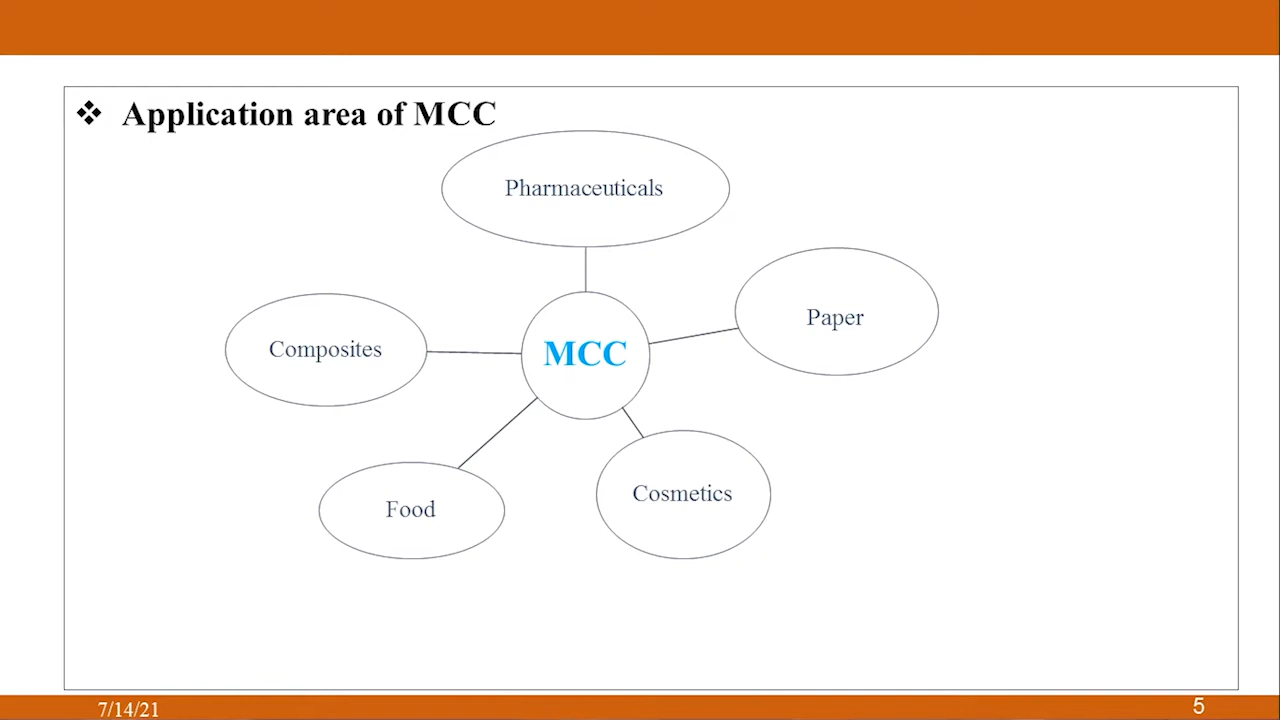 ❖ Application area of MCC
Pharmaceuticals
Paper
Composites
MCC
Cosmetics
Food
7/14/21
5